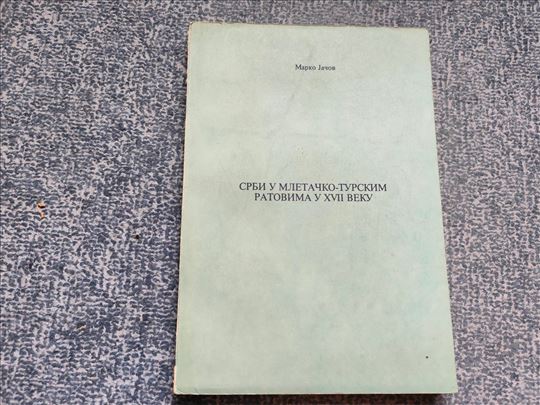 Марко Јачов
СРБИ У МЛЕТАЧКО-ТУРСКИМ
РАТОВИМА У XVII ВЕКУ